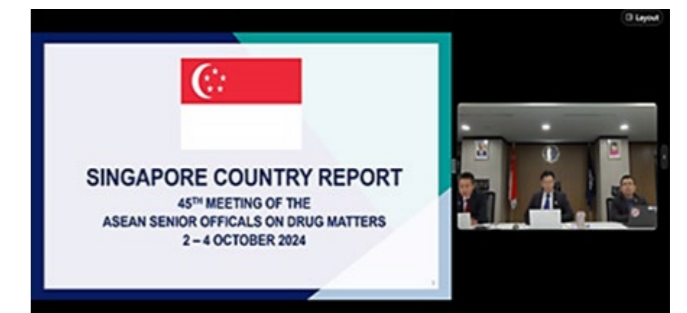 Layout
SINGAPORE COUNTRY REPORT
45TH MEETING OF THE
ASEAN SENIOR OFFICALS ON DRUG MATTERS
2 – 4 OCTOBER 2024